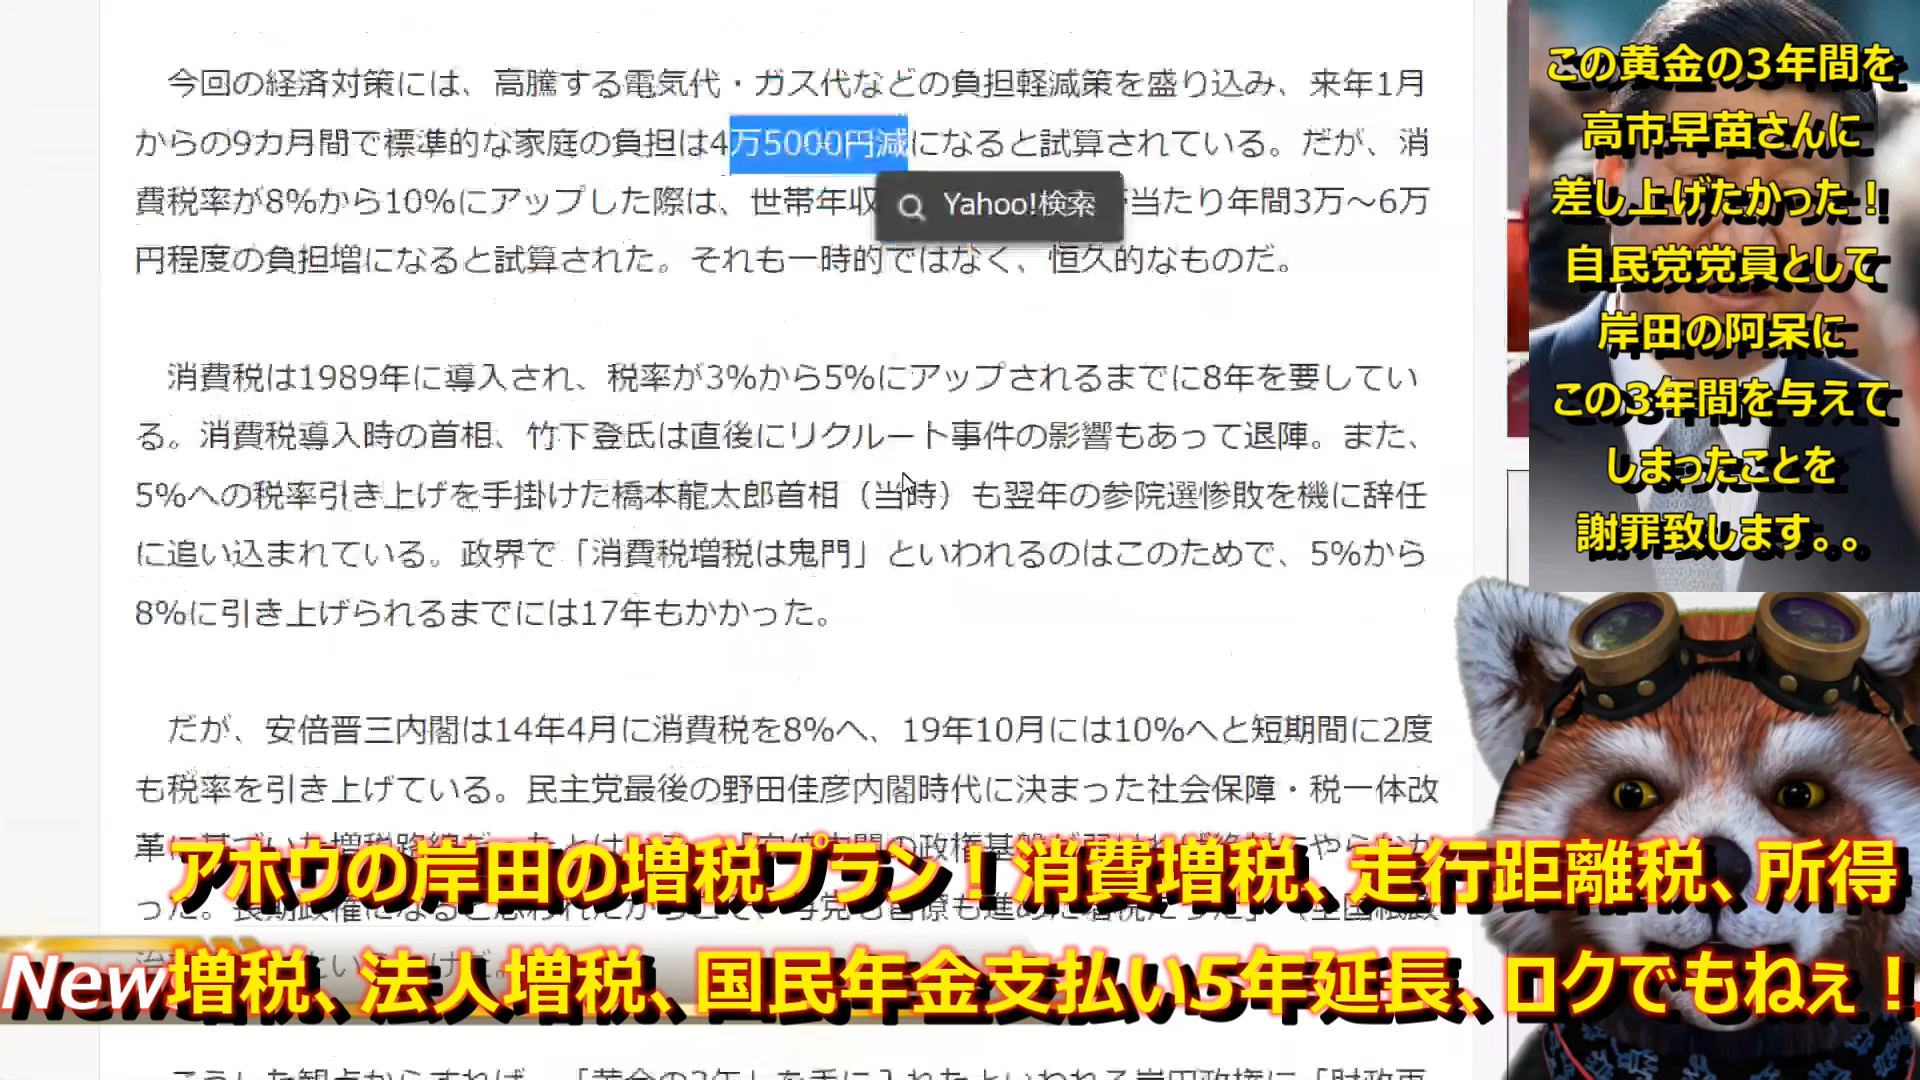 今回の経済対策には、高騰する電気代・ガス代などの負担軽減策を盛り込み、来年1月
からの9カ月間で標準的な家庭の負担は4万5000円減になると試算されている。だが、消
費税率が8%から10%にアップした際は、世帯年収
当たり年間3万～6万
Yahoo!検索
円程度の負担増になると試算された。それも一時的ではなく、恒久的なものだ。
消費税は1989年に導入され、税率が3%から5%にアップされるまでに8年を要してい
る。消費税導入時の首相、竹下登氏は直後にリクルート事件の影響もあって退陣。また、
5%への税率引き上げを手掛けた橋本龍太郎首相（当時）も翌年の参院選惨敗を機に辞任
に追い込まれている。政界で「消費税増税は鬼門」といわれるのはこのためで、5%から
8%に引き上げられるまでには17年もかかった。
だが、安倍晋三内閣は14年4月に消費税を8%へ、19年10月には10%へと短期間に2度
も税率を引き上げている。民主党最後の野田佳彦内閣時代に決まった社会保障・税一体改
この黄金の3年間を
高市早苗さんに
差し上げたかった！
自民党党員として
岸田の阿呆に
この3年間を与えて
しまったことを
謝罪致します。。
アホウの岸田の増税プラン！消費増税、走行距離税、所得
New増税、法人増税、国民年金支払い5年延長、ロクでもねぇ！